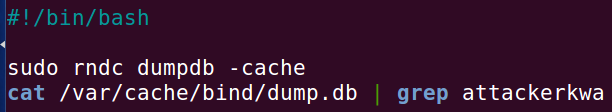 #!/bin/bash
sudo rndc dumpdb -cache
cat /var/cache/bind/dump.db | grep attackerkwa